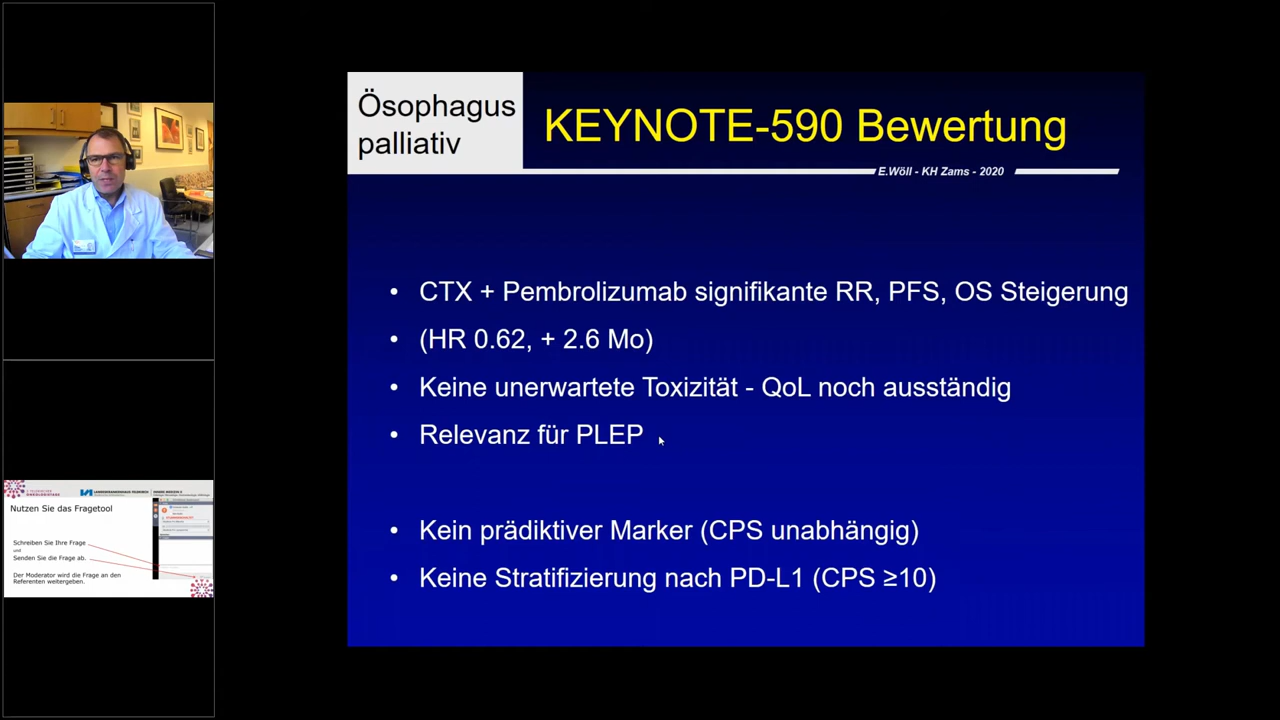 Ösophagus
palliativ
KEYNOTE-590 Bewertung
E.Wöll - KH Zams - 2020
• CTX + Pembrolizumab signifikante RR, PFS, OS Steigerung
• (HR 0.62, + 2.6 Mo)
• Keine unerwartete Toxizität - QoL noch ausständig
• Relevanz für PLEP
• Kein prädiktiver Marker (CPS unabhängig)
• Keine Stratifizierung nach PD-L1 (CPS ≥10)
Nutzen Sie das Fragetool
Schreiben Sie Ihre Frage
und
Senden Sie die Frage ab.
Der Moderator wird die Frage an den
Referenten weitergeben.